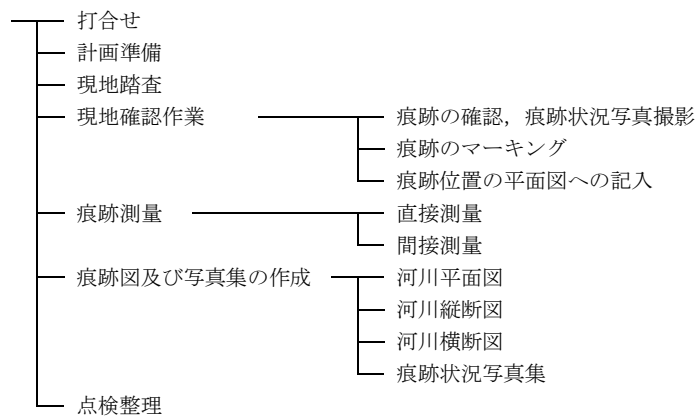 打合せ
計画準備
現地踏査
現地確認作業 痕跡の確認，痕跡状況写真撮影
痕跡のマーキング
痕跡位置の平面図への記入
痕跡測量 直接測量
間接測量
痕跡図及び写真集の作成 河川平面図
河川縦断図
河川横断図
痕跡状況写真集
点検整理